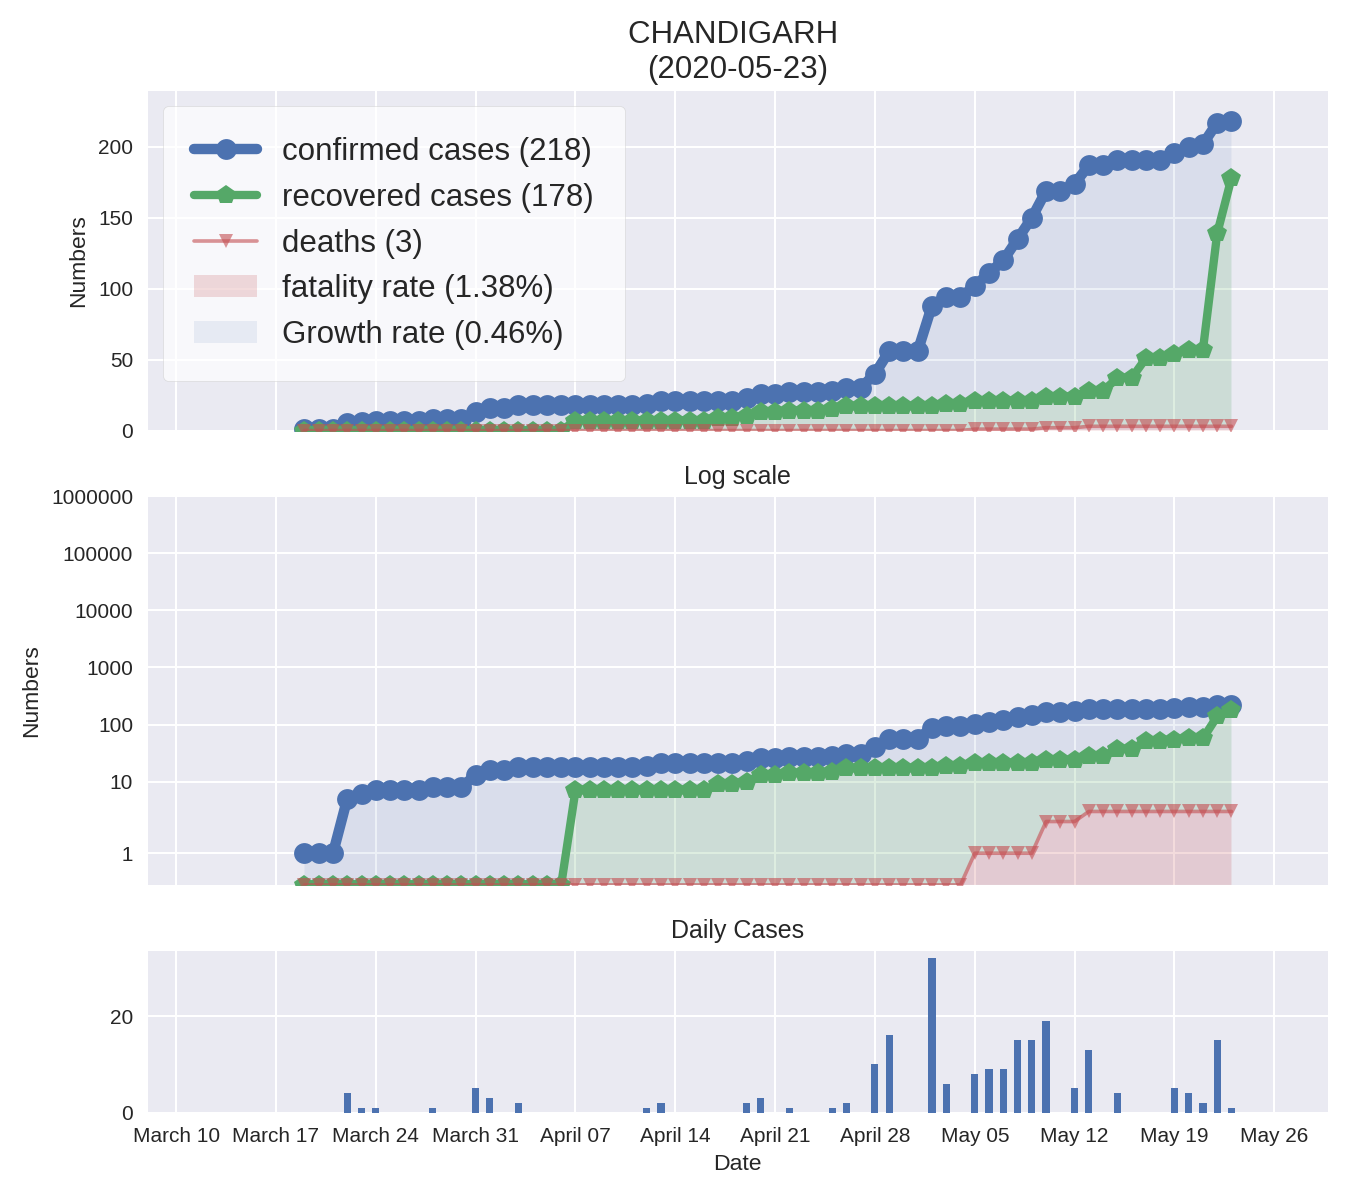 CHANDIGARH
(2020-05-23)
Numbers
200
150
100
50
0
confirmed cases (218)
recovered cases (178)
deaths (3)
fatality rate (1.38%)
Growth rate (0.46%)
Log scale
Numbers
1000000
100000
10000
1000
100
10
1
Daily Cases
20
0
March 10 March 17 March 24 March 31 April 07 April 14 April 21 April 28 May 05 May 12 May 19 May 26
Date